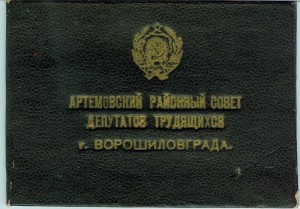 АРТЕМОВСКИЙ РАЙОННЫЙ СОВЕТ
ДЕПУТАТОВ ТРУДЯЩИХСЯ
г. ВОРОШИЛОВГРАДА.